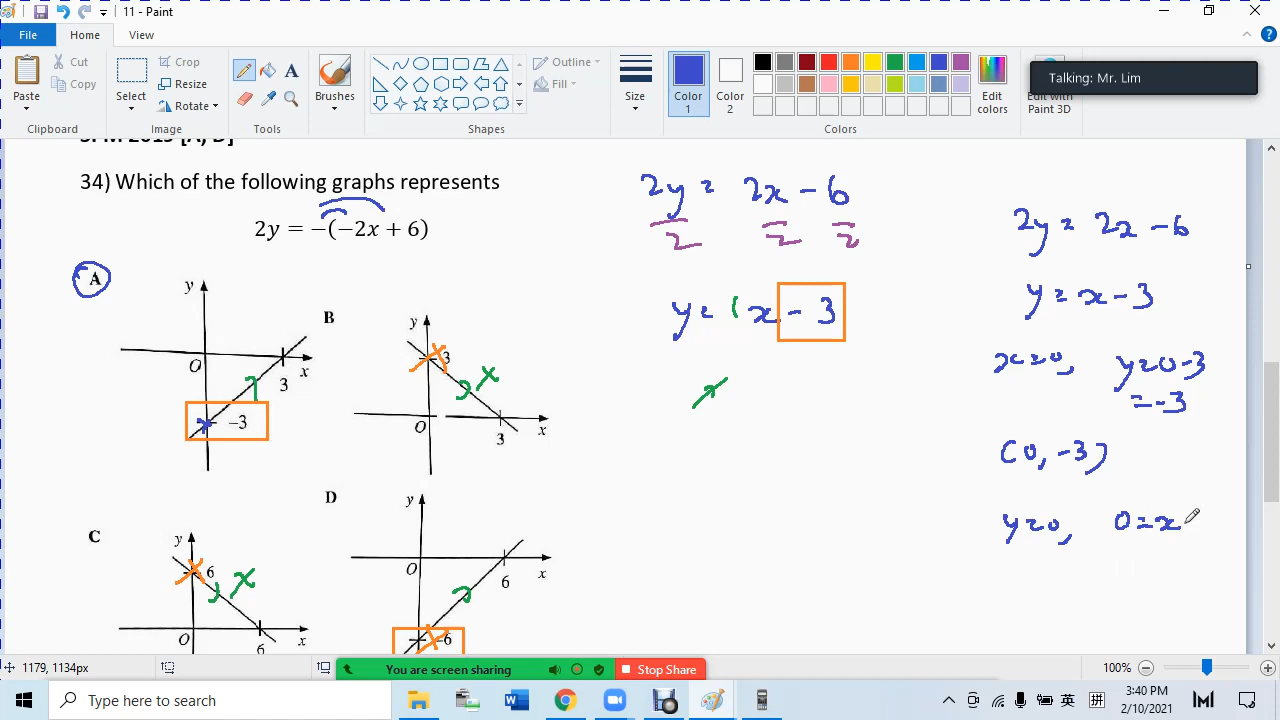 11 - Paint
File
Home
View
Paste
Cut
Copy
Clipboard
Select
Crop
Resize
Rotate
Image
Tools
Brushes
Shapes
Outline
Fill
Size
Color 1
Color 2
Colors
Edit colors
Edit with Paint 3D
Talking: Mr. Lim
34) Which of the following graphs represents
2y = −(−2x + 6)
A
y
O
3
x
−3
B
y
3
O
3
x
C
y
6
O
6
x
D
y
O
6
x
−6
2y = 2x − 6
2 2 2
y = 1x − 3
2y = 2x − 6
y = x − 3
x = 0, y = 0 − 3
= −3
(0, −3)
y = 0, 0 = x
1179, 1134px
You are screen sharing
Stop Share
100%
Type here to search
英
拼
3:40 PM
2/10/2021